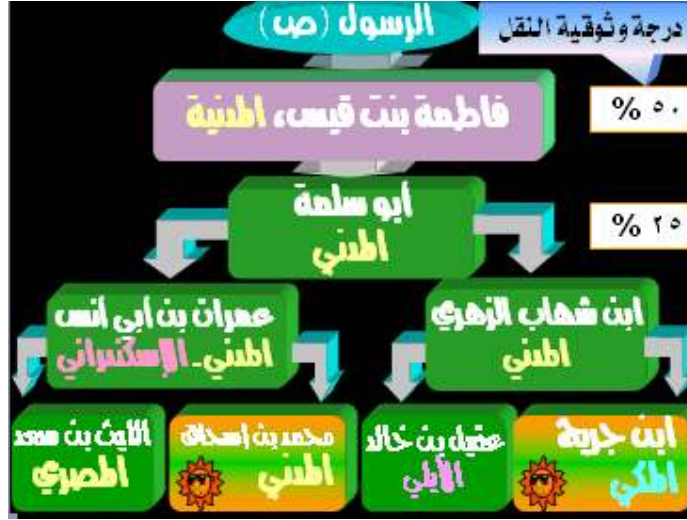 الرسول (ص)
درجة وثوقية النقل
فاطمة بنت قيس، المدنية
٥٠ %
أبو سلمة
المدني
٢٥ %
ابن شهاب الزهري
المدني
عمران بن أبي أنس
المدني - الإسكندراني
ابن جريج
المكي
عقيل بن خالد
الأيلي
محمد بن إسحاق
المدني
الليث بن سعد
المصري